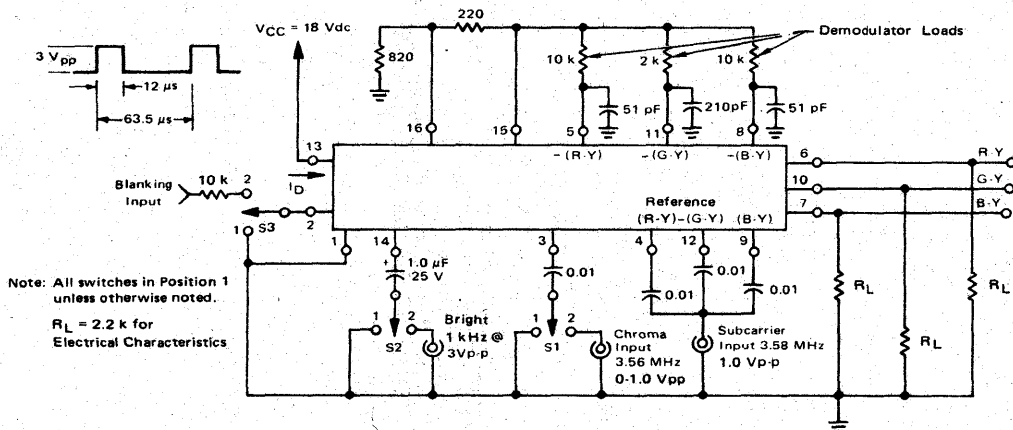 VCC = 18 Vdc
220
Demodulator Loads
3 Vpp
12 µs
63.5 µs
820
10 k
2 k
10 k
51 pF
210pF
51 pF
16
15
5
11
8
13
-(R-Y)
-(G-Y)
-(B-Y)
6
R-Y
10
G-Y
7
B-Y
ID
Blanking
Input
10 k
2
1
S3
2
Reference
(R-Y)-(G-Y) (B-Y)
1
14
3
4
12
9
+
1.0 µF
25 V
0.01
0.01
0.01
0.01
Note: All switches in Position 1
unless otherwise noted.
RL = 2.2 k for
Electrical Characteristics
1
2
S2
Bright
1 kHz @
3Vp-p
1
2
S1
Chroma
Input
3.56 MHz
0-1.0 Vpp
Subcarrier
Input 3.58 MHz
1.0 Vp-p
RL
RL
RL